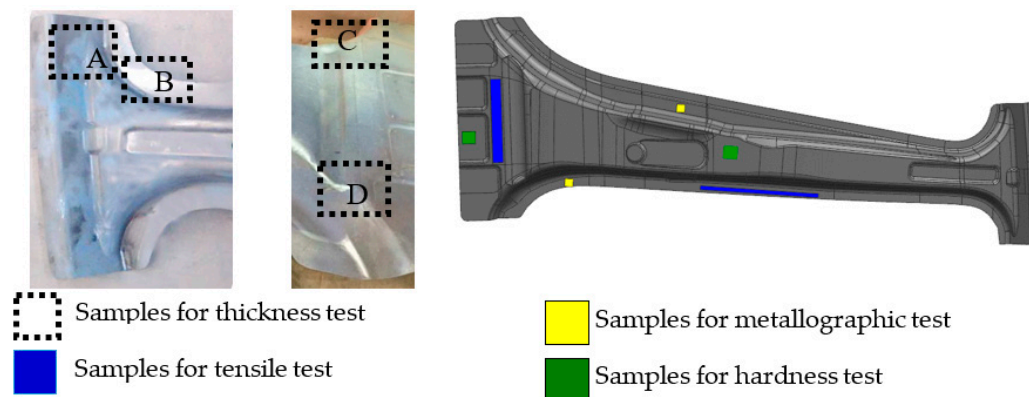 A
B
C
D
Samples for thickness test
Samples for metallographic test
Samples for tensile test
Samples for hardness test